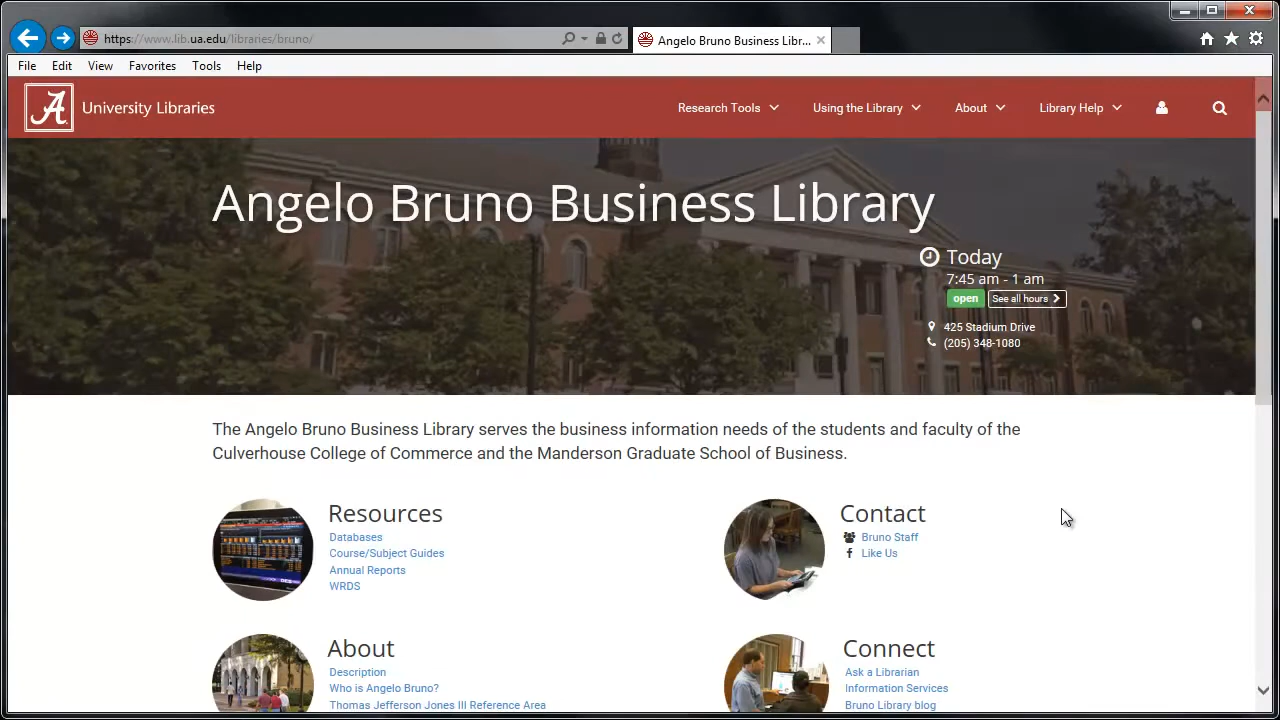 https://www.lib.ua.edu/libraries/bruno/
Angelo Bruno Business Libr...
File Edit View Favorites Tools Help
A University Libraries
Research Tools Using the Library About Library Help
Angelo Bruno Business Library
Today
7:45 am - 1 am
open See all hours
425 Stadium Drive
(205) 348-1080
The Angelo Bruno Business Library serves the business information needs of the students and faculty of the
Culverhouse College of Commerce and the Manderson Graduate School of Business.
Resources
Databases
Course/Subject Guides
Annual Reports
WRDS
Contact
Bruno Staff
Like Us
About
Description
Who is Angelo Bruno?
Thomas Jefferson Jones III Reference Area
Connect
Ask a Librarian
Information Services
Bruno Library blog